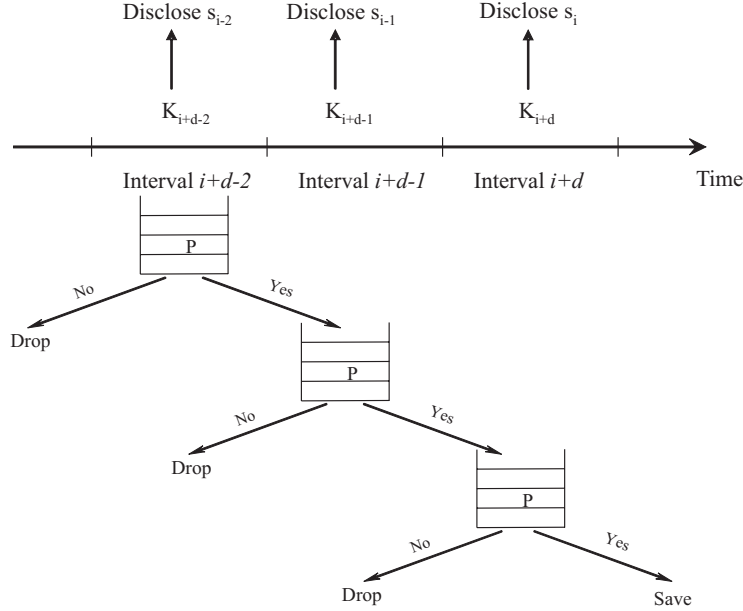 Disclose s_{i-2} Disclose s_{i-1} Disclose s_i
K_{i+d-2} K_{i+d-1} K_{i+d}
Interval i+d-2 Interval i+d-1 Interval i+d Time
P
No Yes
Drop
P
No Yes
Drop
P
No Yes
Drop Save